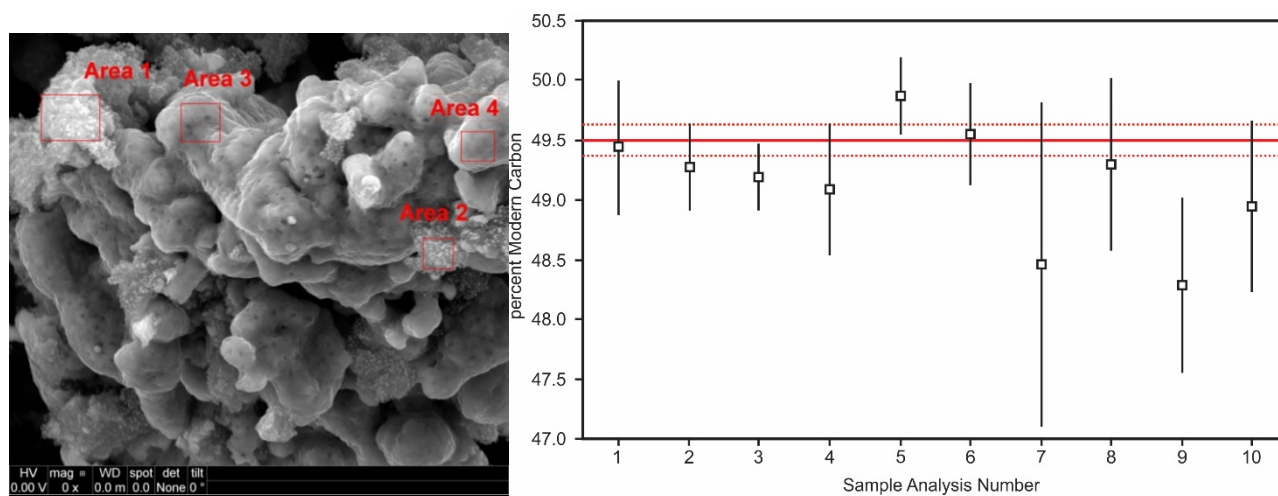 Area 1
Area 3
Area 4
Area 2
HV mag WD spot det tilt
0.00 V 0 x 0.0 m 0.0 None 0 °
50.5
50.0
49.5
49.0
48.5
48.0
47.5
47.0
percent Modern Carbon
1 2 3 4 5 6 7 8 9 10
Sample Analysis Number